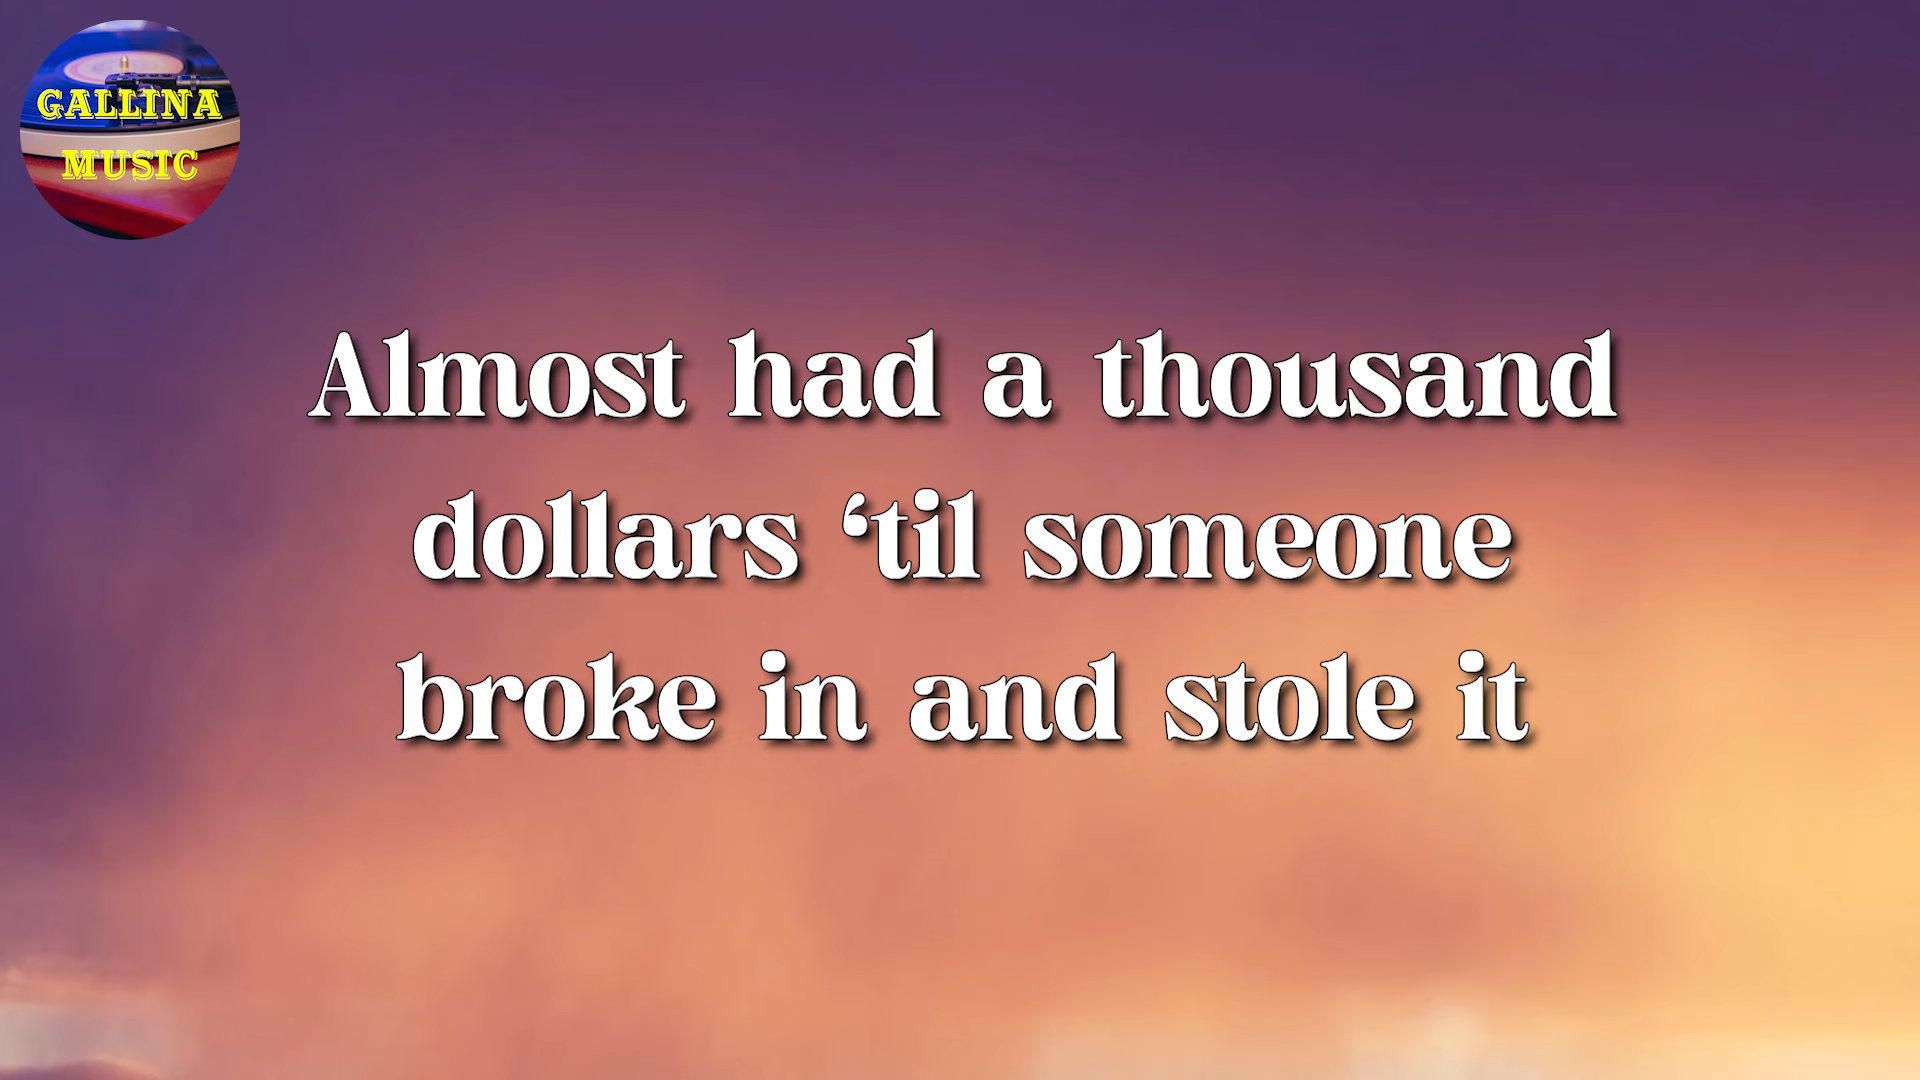 GALLINA
MUSIC
Almost had a thousand
dollars ‘til someone
broke in and stole it